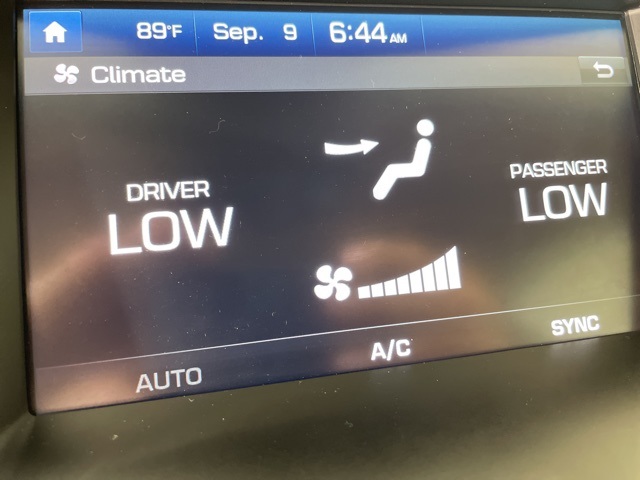 89°F Sep. 9 6:44 AM
Climate
DRIVER
LOW
PASSENGER
LOW
AUTO
A/C
SYNC